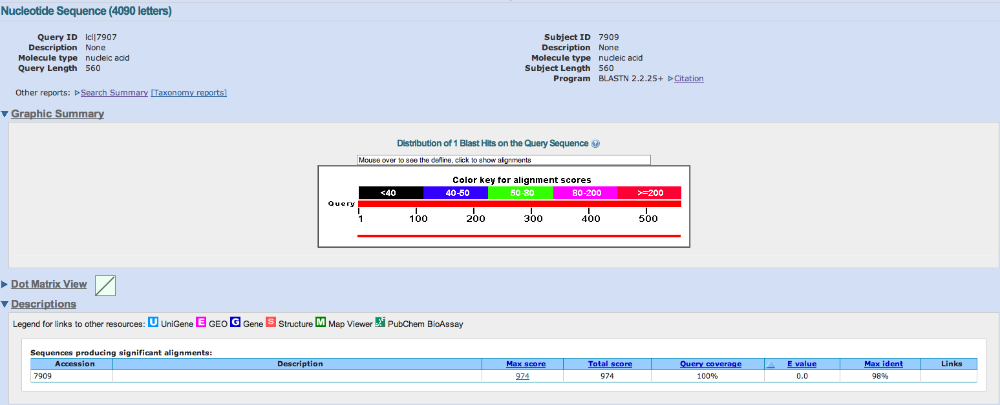 Nucleotide Sequence (4090 letters)
Query ID lcl|7907
Description None
Molecule type nucleic acid
Query Length 560
Subject ID 7909
Description None
Molecule type nucleic acid
Subject Length 560
Program BLASTN 2.2.25+ Citation
Other reports: Search Summary [Taxonomy reports]
Graphic Summary
Distribution of 1 Blast Hits on the Query Sequence ?
Mouse over to see the defline, click to show alignments
Color key for alignment scores
<40 40-50 50-80 80-200 >=200
Query
1 100 200 300 400 500
Dot Matrix View
Descriptions
Legend for links to other resources: U UniGene E GEO G Gene S Structure M Map Viewer PubChem BioAssay
Sequences producing significant alignments:
Accession Description Max score Total score Query coverage E value Max ident Links
7909 974 974 100% 0.0 98%